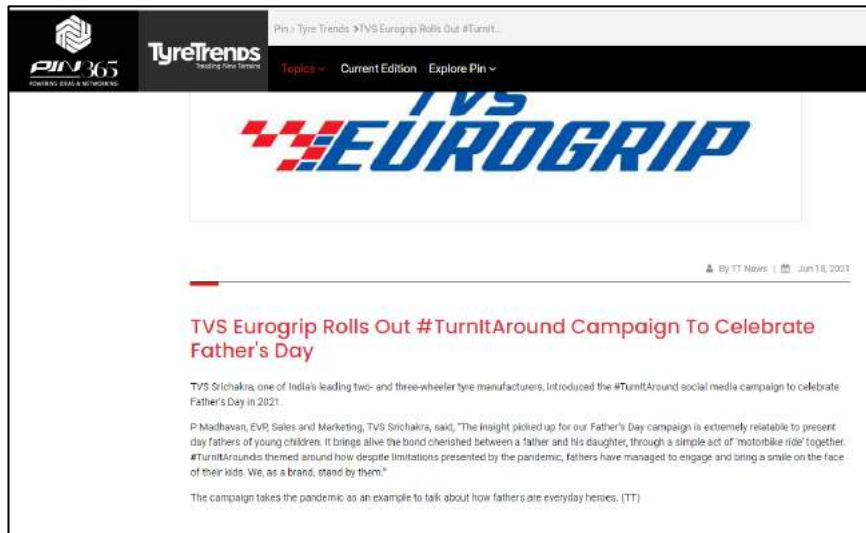 Pin > Tyre Trends >TVS Eurogrip Rolls Out #TurnIt...
PIN365
POWERING IDEAS & NETWORKING
TyreTrends
Treading New Terrains
Topics
Current Edition
Explore Pin
TVS
EUROGRIP
By TT News | Jun 18, 2021
TVS Eurogrip Rolls Out #TurnItAround Campaign To Celebrate
Father's Day
TVS Srichakra, one of India's leading two- and three-wheeler tyre manufacturers, introduced the #TurnItAround social media campaign to celebrate
Father's Day in 2021.
P Madhavan, EVP, Sales and Marketing, TVS Srichakra, said, "The insight picked up for our Father's Day campaign is extremely relatable to present
day fathers of young children. It brings alive the bond cherished between a father and his daughter, through a simple act of 'motorbike ride' together.
#TurnItAroundis themed around how despite limitations presented by the pandemic, fathers have managed to engage and bring a smile on the face
of their kids. We, as a brand, stand by them."
The campaign takes the pandemic as an example to talk about how fathers are everyday heroes. (TT)